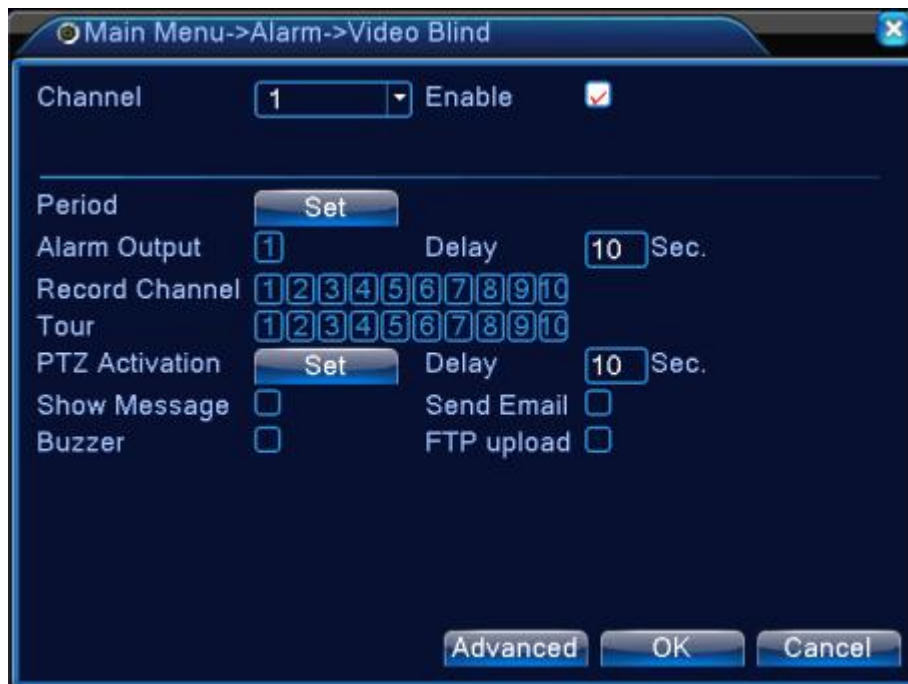 Main Menu->Alarm->Video Blind
Channel 1 Enable
Period Set
Alarm Output 1 Delay 10 Sec.
Record Channel 1 2 3 4 5 6 7 8 9 10
Tour 1 2 3 4 5 6 7 8 9 10
PTZ Activation Set Delay 10 Sec.
Show Message Send Email
Buzzer FTP upload
Advanced OK Cancel